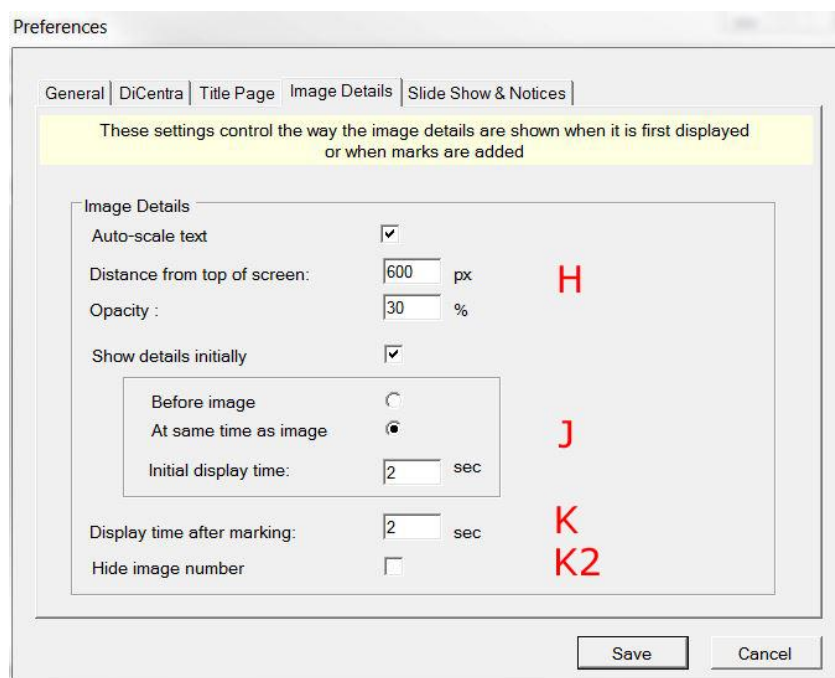 Preferences
General DiCentra Title Page Image Details Slide Show & Notices
These settings control the way the image details are shown when it is first displayed
or when marks are added
Image Details
Auto-scale text
Distance from top of screen: 600 px H
Opacity : 30 %
Show details initially
Before image
At same time as image J
Initial display time: 2 sec
Display time after marking: 2 sec K
Hide image number K2
Save Cancel